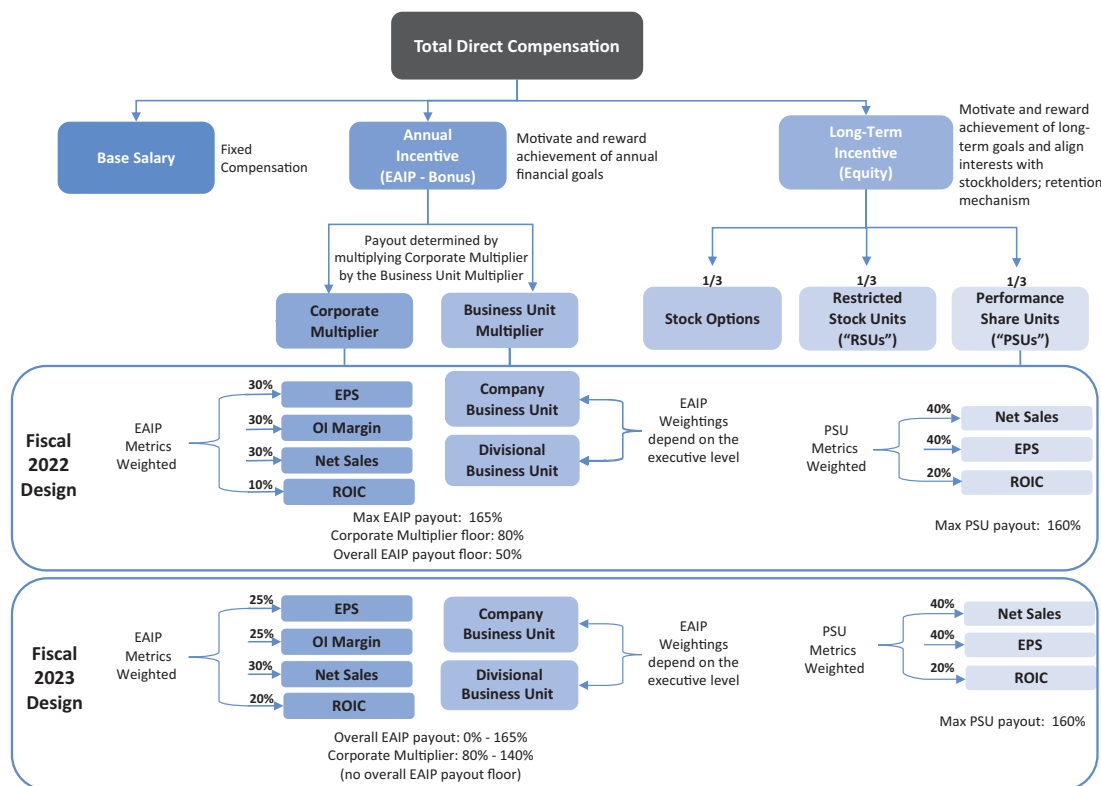 Total Direct Compensation
Base Salary
Fixed
Compensation
Annual
Incentive
(EAIP - Bonus)
Motivate and reward
achievement of annual
financial goals
Long-Term
Incentive
(Equity)
Motivate and reward
achievement of long-
term goals and align
interests with
stockholders; retention
mechanism
Payout determined by
multiplying Corporate Multiplier
by the Business Unit Multiplier
Corporate
Multiplier
Business Unit
Multiplier
1/3
Stock Options
1/3
Restricted
Stock Units
(“RSUs”)
1/3
Performance
Share Units
(“PSUs”)
Fiscal
2022
Design
EAIP
Metrics
Weighted
30%
EPS
30%
OI Margin
30%
Net Sales
10%
ROIC
Max EAIP payout: 165%
Corporate Multiplier floor: 80%
Overall EAIP payout floor: 50%
Company
Business Unit
Divisional
Business Unit
EAIP
Weightings
depend on the
executive level
PSU
Metrics
Weighted
40%
Net Sales
40%
EPS
20%
ROIC
Max PSU payout: 160%
Fiscal
2023
Design
EAIP
Metrics
Weighted
25%
EPS
25%
OI Margin
30%
Net Sales
20%
ROIC
Overall EAIP payout: 0% - 165%
Corporate Multiplier: 80% - 140%
(no overall EAIP payout floor)
Company
Business Unit
Divisional
Business Unit
EAIP
Weightings
depend on the
executive level
PSU
Metrics
Weighted
40%
Net Sales
40%
EPS
20%
ROIC
Max PSU payout: 160%